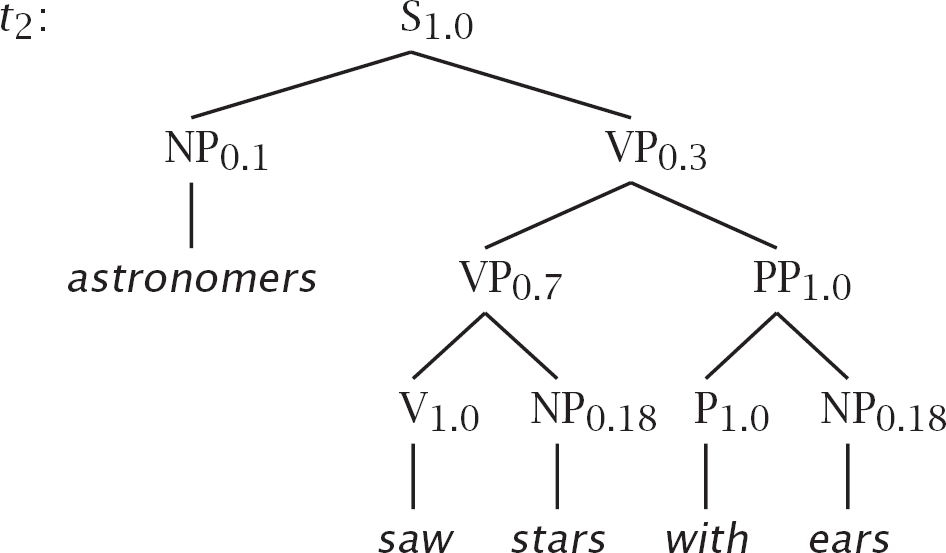 t2: S1.0
NP0.1 VP0.3
astronomers VP0.7 PP1.0
V1.0 NP0.18 P1.0 NP0.18
saw stars with ears